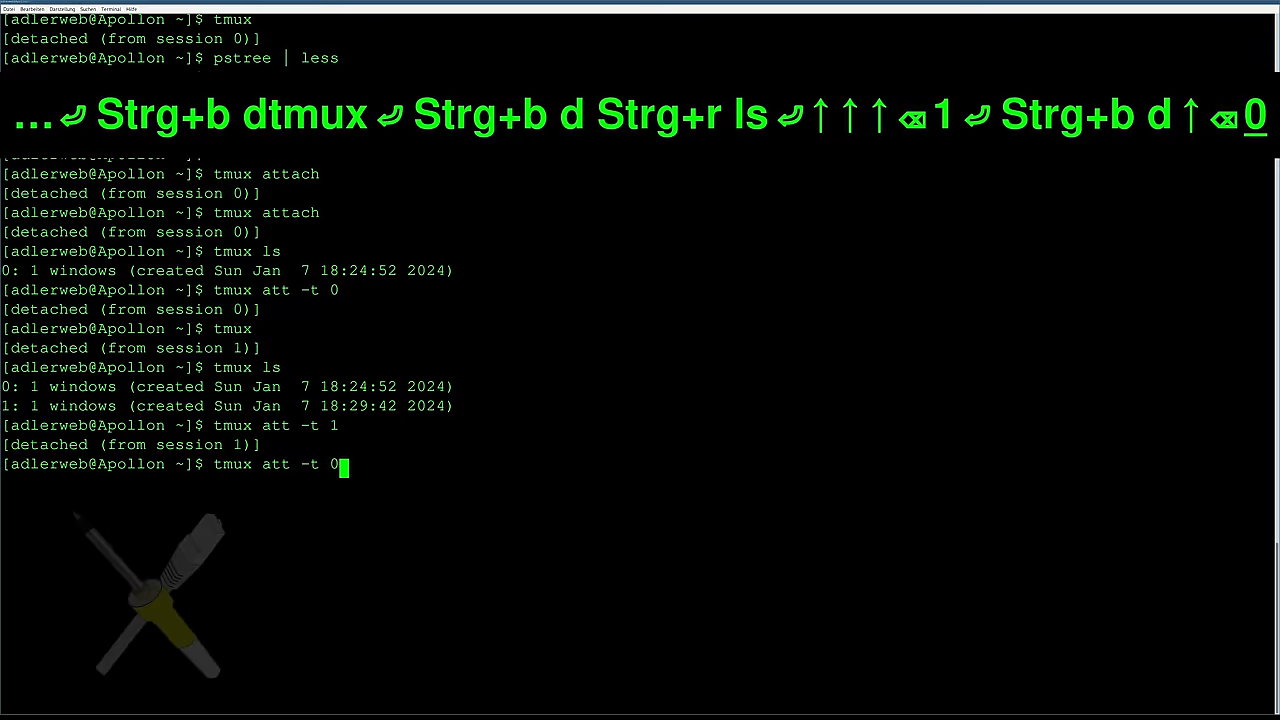 Datei Bearbeiten Darstellung Suchen Terminal Hilfe
[adlerweb@Apollon ~]$ tmux
[detached (from session 0)]
[adlerweb@Apollon ~]$ pstree | less
...⏎ Strg+b dtmux⏎ Strg+b d Strg+r ls⏎↑↑↑⌫1⏎ Strg+b d↑⌫0
[adlerweb@Apollon ~]$ tmux attach
[detached (from session 0)]
[adlerweb@Apollon ~]$ tmux attach
[detached (from session 0)]
[adlerweb@Apollon ~]$ tmux ls
0: 1 windows (created Sun Jan  7 18:24:52 2024)
[adlerweb@Apollon ~]$ tmux att -t 0
[detached (from session 0)]
[adlerweb@Apollon ~]$ tmux
[detached (from session 1)]
[adlerweb@Apollon ~]$ tmux ls
0: 1 windows (created Sun Jan  7 18:24:52 2024)
1: 1 windows (created Sun Jan  7 18:29:42 2024)
[adlerweb@Apollon ~]$ tmux att -t 1
[detached (from session 1)]
[adlerweb@Apollon ~]$ tmux att -t 0